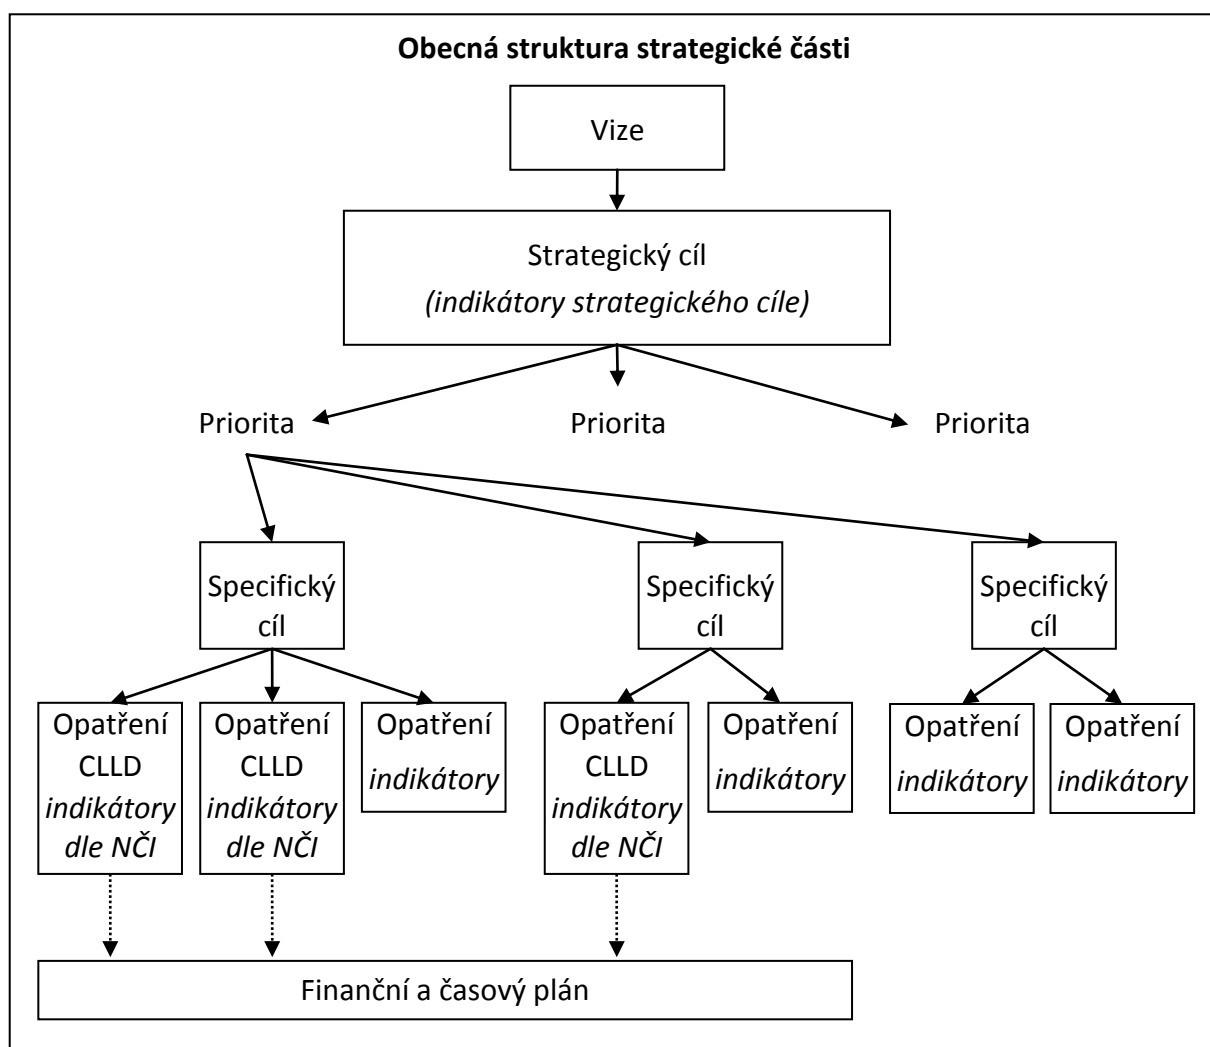 Obecná struktura strategické části
Vize
Strategický cíl
(indikátory strategického cíle)
Priorita
Priorita
Priorita
Specifický
cíl
Specifický
cíl
Specifický
cíl
Opatření
CLLD
indikátory
dle NČI
Opatření
CLLD
indikátory
dle NČI
Opatření
indikátory
Opatření
CLLD
indikátory
dle NČI
Opatření
indikátory
Opatření
indikátory
Opatření
indikátory
Finanční a časový plán